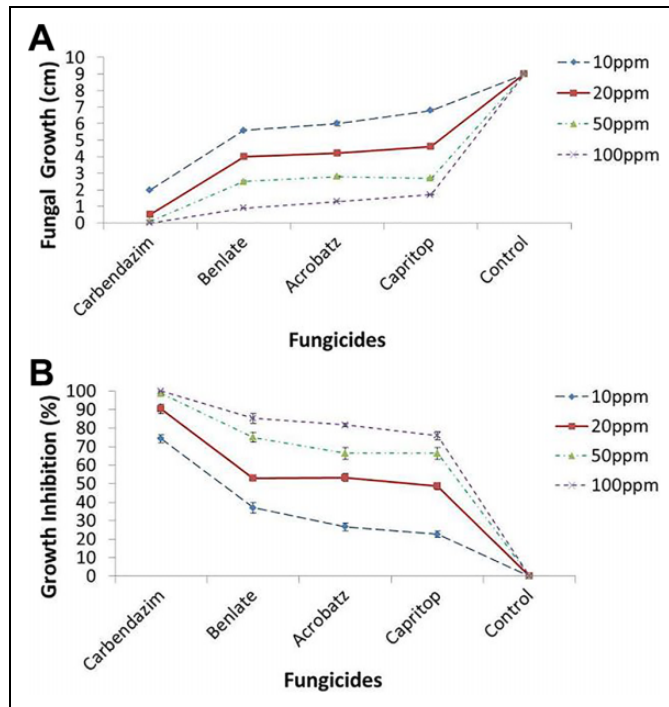 A
Fungal Growth (cm)
10
9
8
7
6
5
4
3
2
1
0
Carbendazim
Benlate
Acrobatz
Capritop
Control
Fungicides
10ppm
20ppm
50ppm
100ppm
B
Growth Inhibition (%)
100
90
80
70
60
50
40
30
20
10
0
Carbendazim
Benlate
Acrobatz
Capritop
Control
Fungicides
10ppm
20ppm
50ppm
100ppm